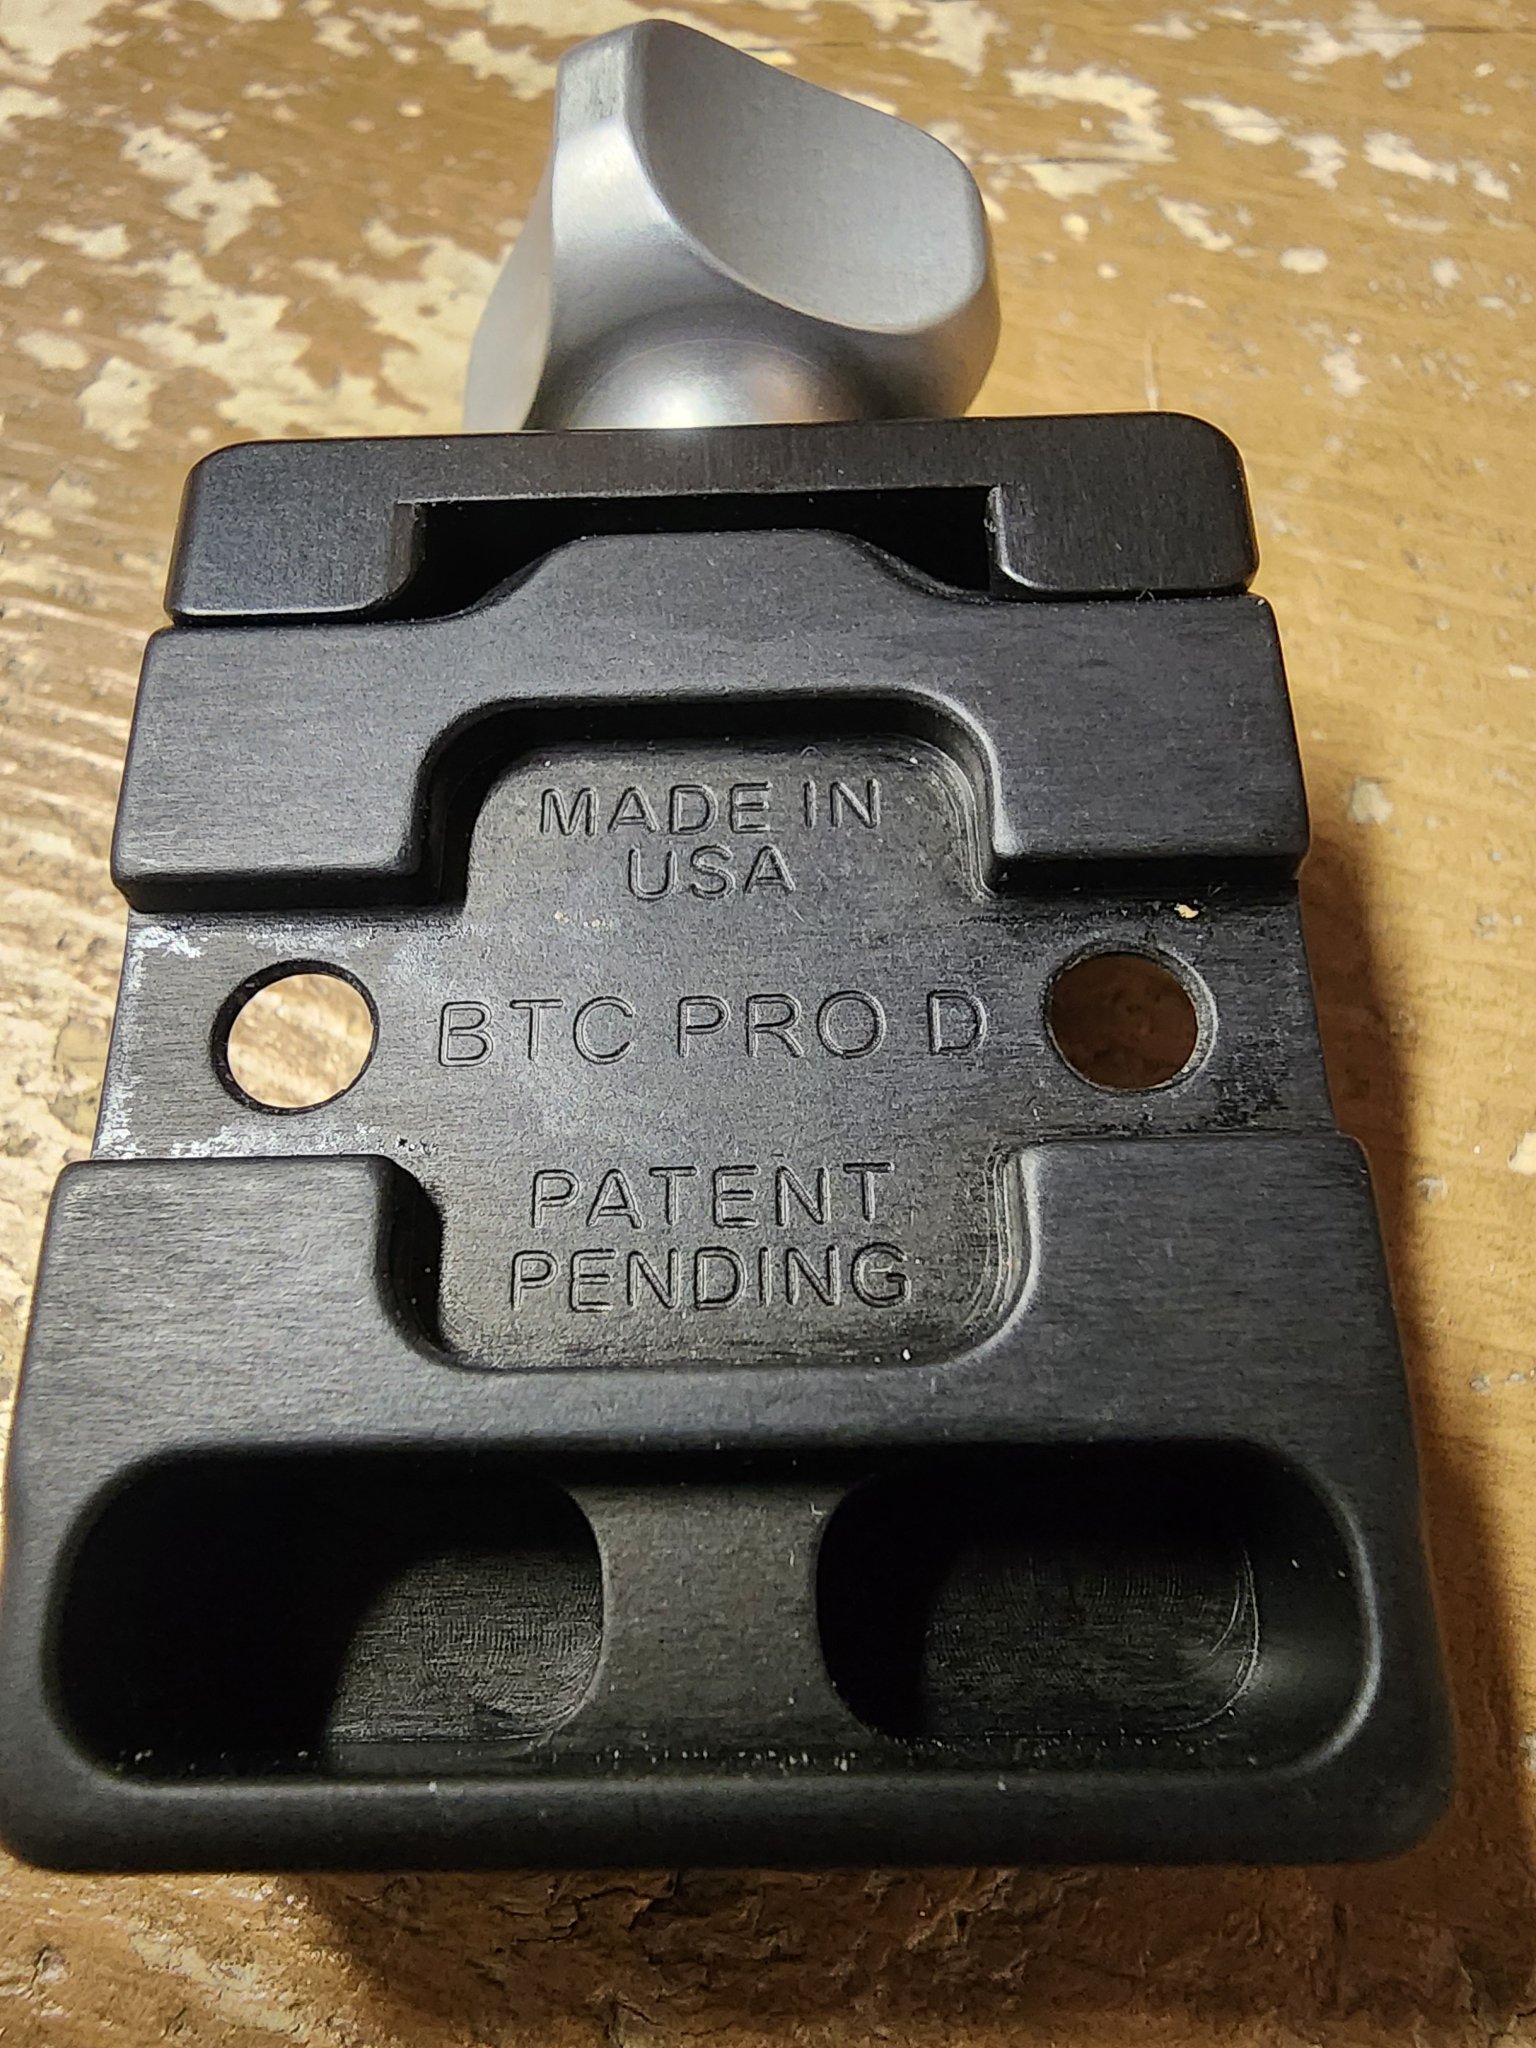 MADE IN
USA
BTC PRO D
PATENT
PENDING